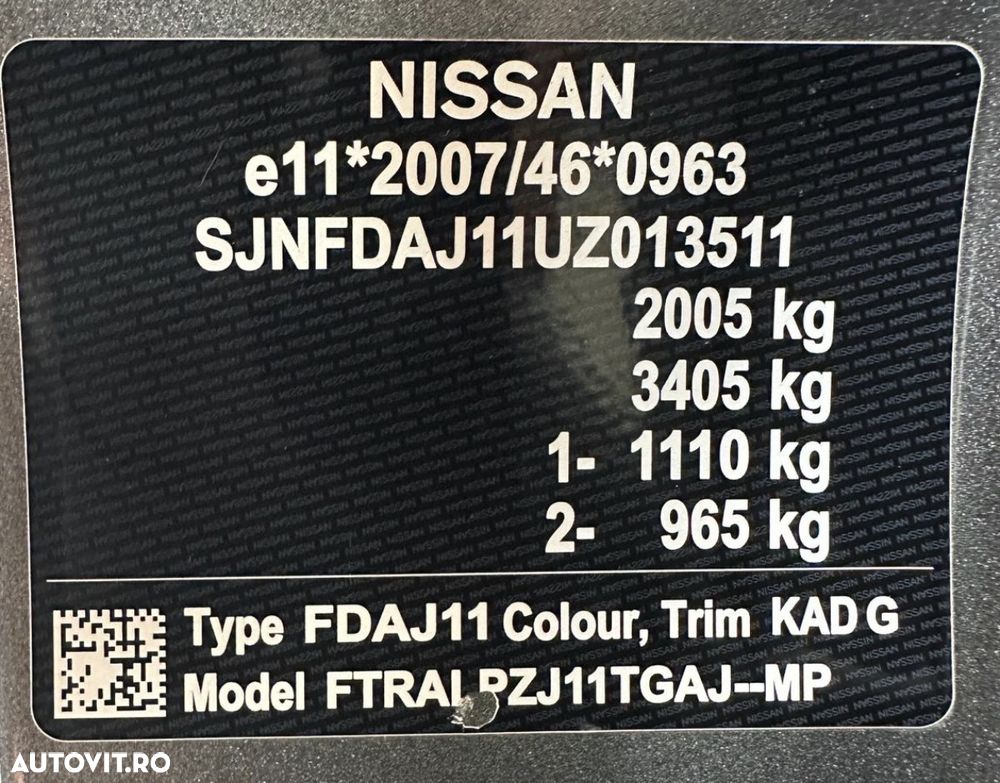 NISSAN
e11*2007/46*0963
SJNFDAJ11UZ013511
2005 kg
3405 kg
1- 1110 kg
2- 965 kg
Type FDAJ11 Colour, Trim KAD G
Model FTRALPZJ11TGAJ--MP
AUTOVIT.RO